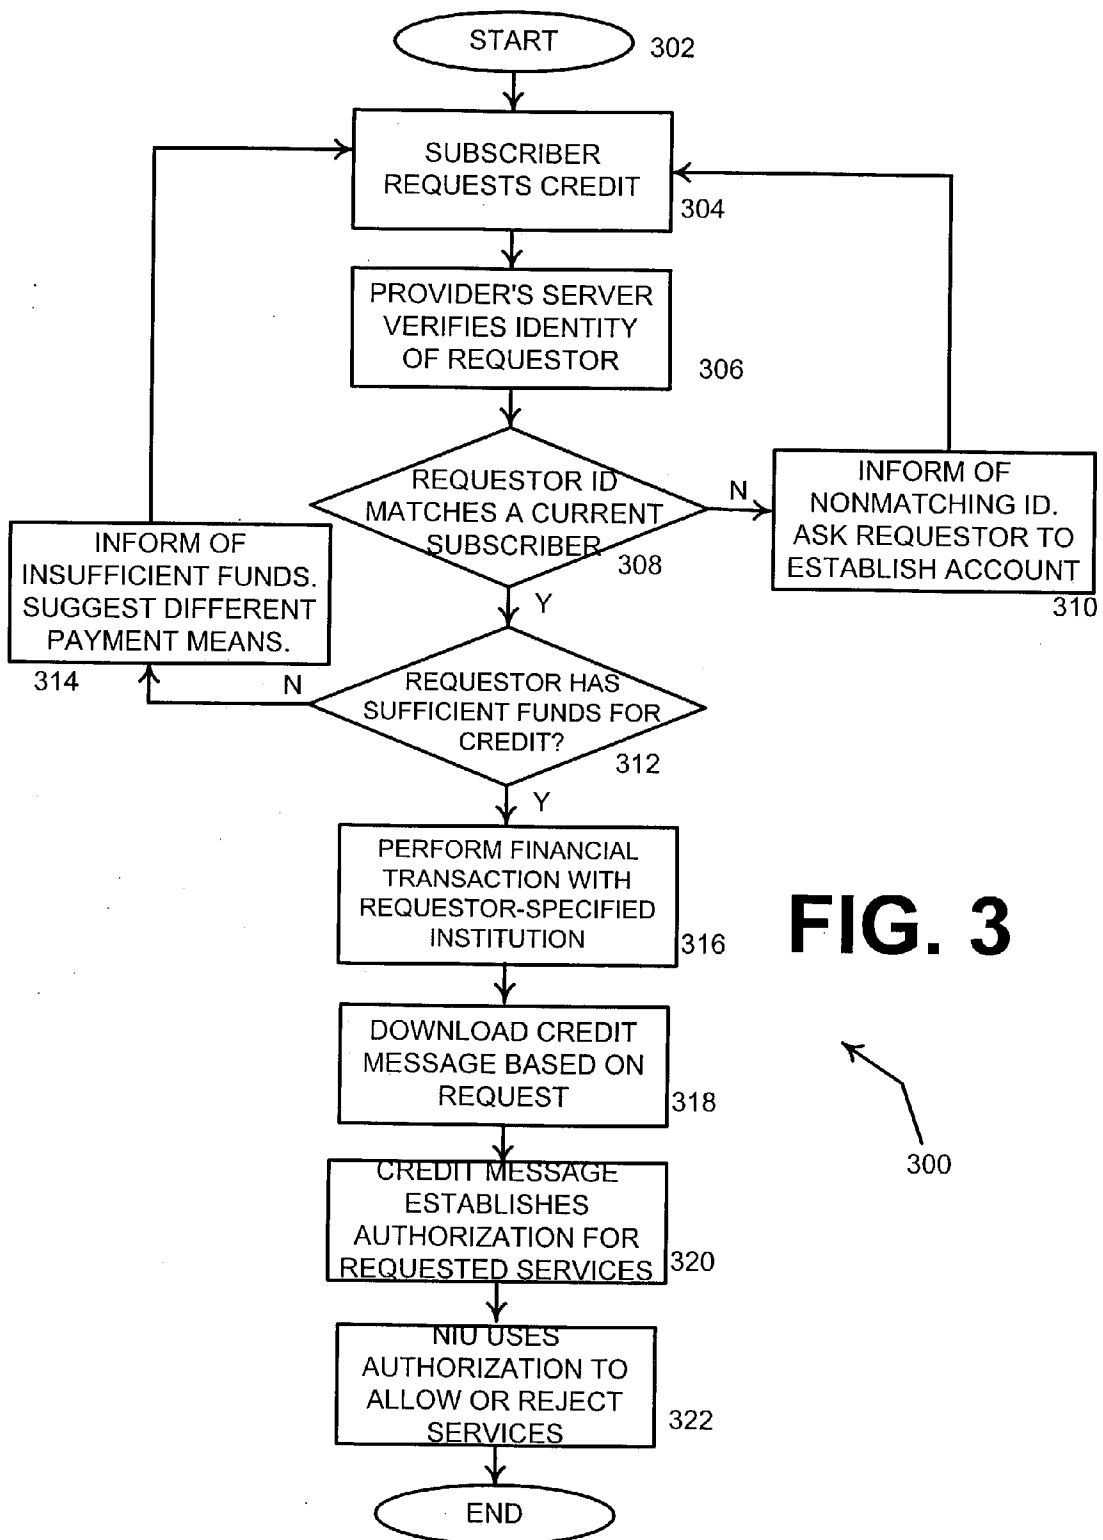 START
302
SUBSCRIBER
REQUESTS CREDIT
304
PROVIDER'S SERVER
VERIFIES IDENTITY
OF REQUESTOR
306
REQUESTOR ID
MATCHES A CURRENT
SUBSCRIBER
308
N
INFORM OF
NONMATCHING ID.
ASK REQUESTOR TO
ESTABLISH ACCOUNT
310
Y
INFORM OF
INSUFFICIENT FUNDS.
SUGGEST DIFFERENT
PAYMENT MEANS.
314
N
REQUESTOR HAS
SUFFICIENT FUNDS FOR
CREDIT?
312
Y
PERFORM FINANCIAL
TRANSACTION WITH
REQUESTOR-SPECIFIED
INSTITUTION
316
FIG. 3
DOWNLOAD CREDIT
MESSAGE BASED ON
REQUEST
318
300
CREDIT MESSAGE
ESTABLISHES
AUTHORIZATION FOR
REQUESTED SERVICES
320
NIU USES
AUTHORIZATION TO
ALLOW OR REJECT
SERVICES
322
END